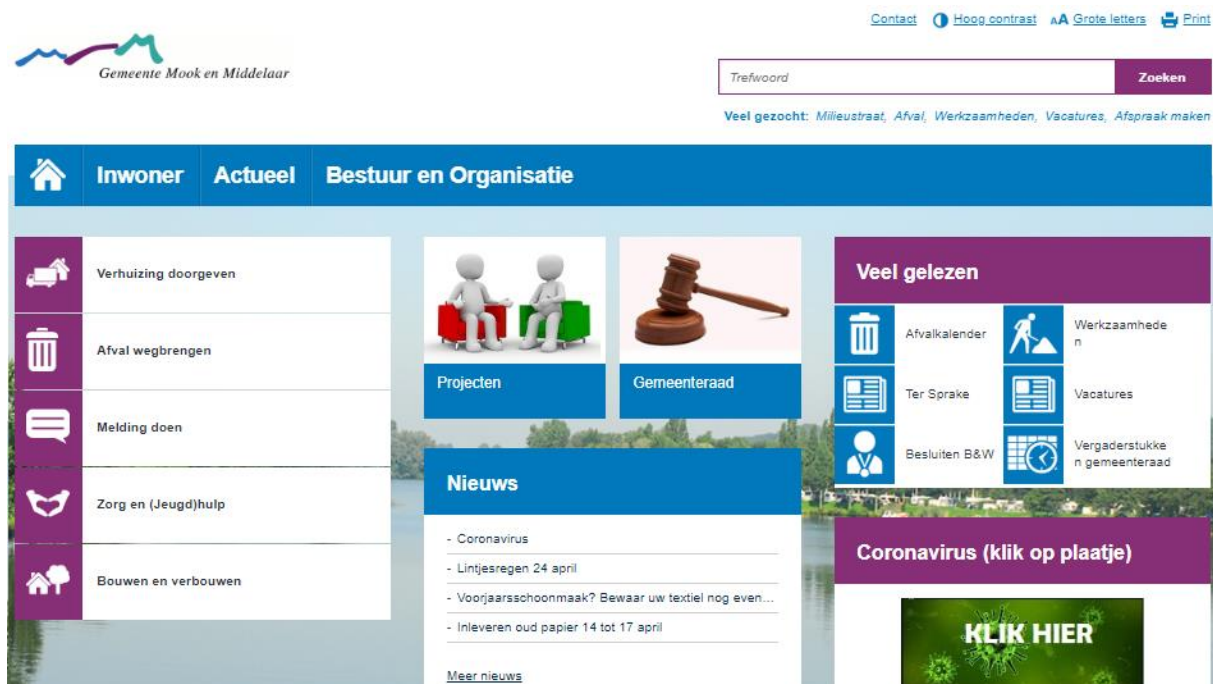 Contact Hoog contrast AA Grote letters Print
Gemeente Mook en Middelaar
Trefwoord Zoeken
Veel gezocht: Milieustraat, Afval, Werkzaamheden, Vacatures, Afspraak maken
Inwoner Actueel Bestuur en Organisatie
Verhuizing doorgeven
Afval wegbrengen
Melding doen
Zorg en (Jeugd)hulp
Bouwen en verbouwen
Projecten
Gemeenteraad
Nieuws
- Coronavirus
- Lintjesregen 24 april
- Voorjaarsschoonmaak? Bewaar uw textiel nog even...
- Inleveren oud papier 14 tot 17 april
Meer nieuws
Veel gelezen
Afvalkalender
Werkzaamhede
n
Ter Sprake
Vacatures
Besluiten B&W
Vergaderstukke
n gemeenteraad
Coronavirus (klik op plaatje)
KLIK HIER